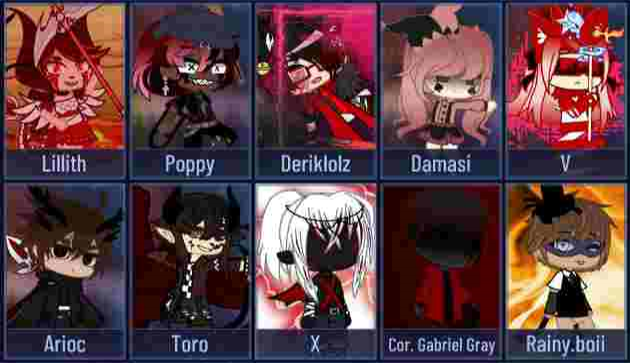 Lillith
Poppy
Deriklolz
Damasi
V
Arioc
Toro
X
Cor. Gabriel Gray
Rainy.boii